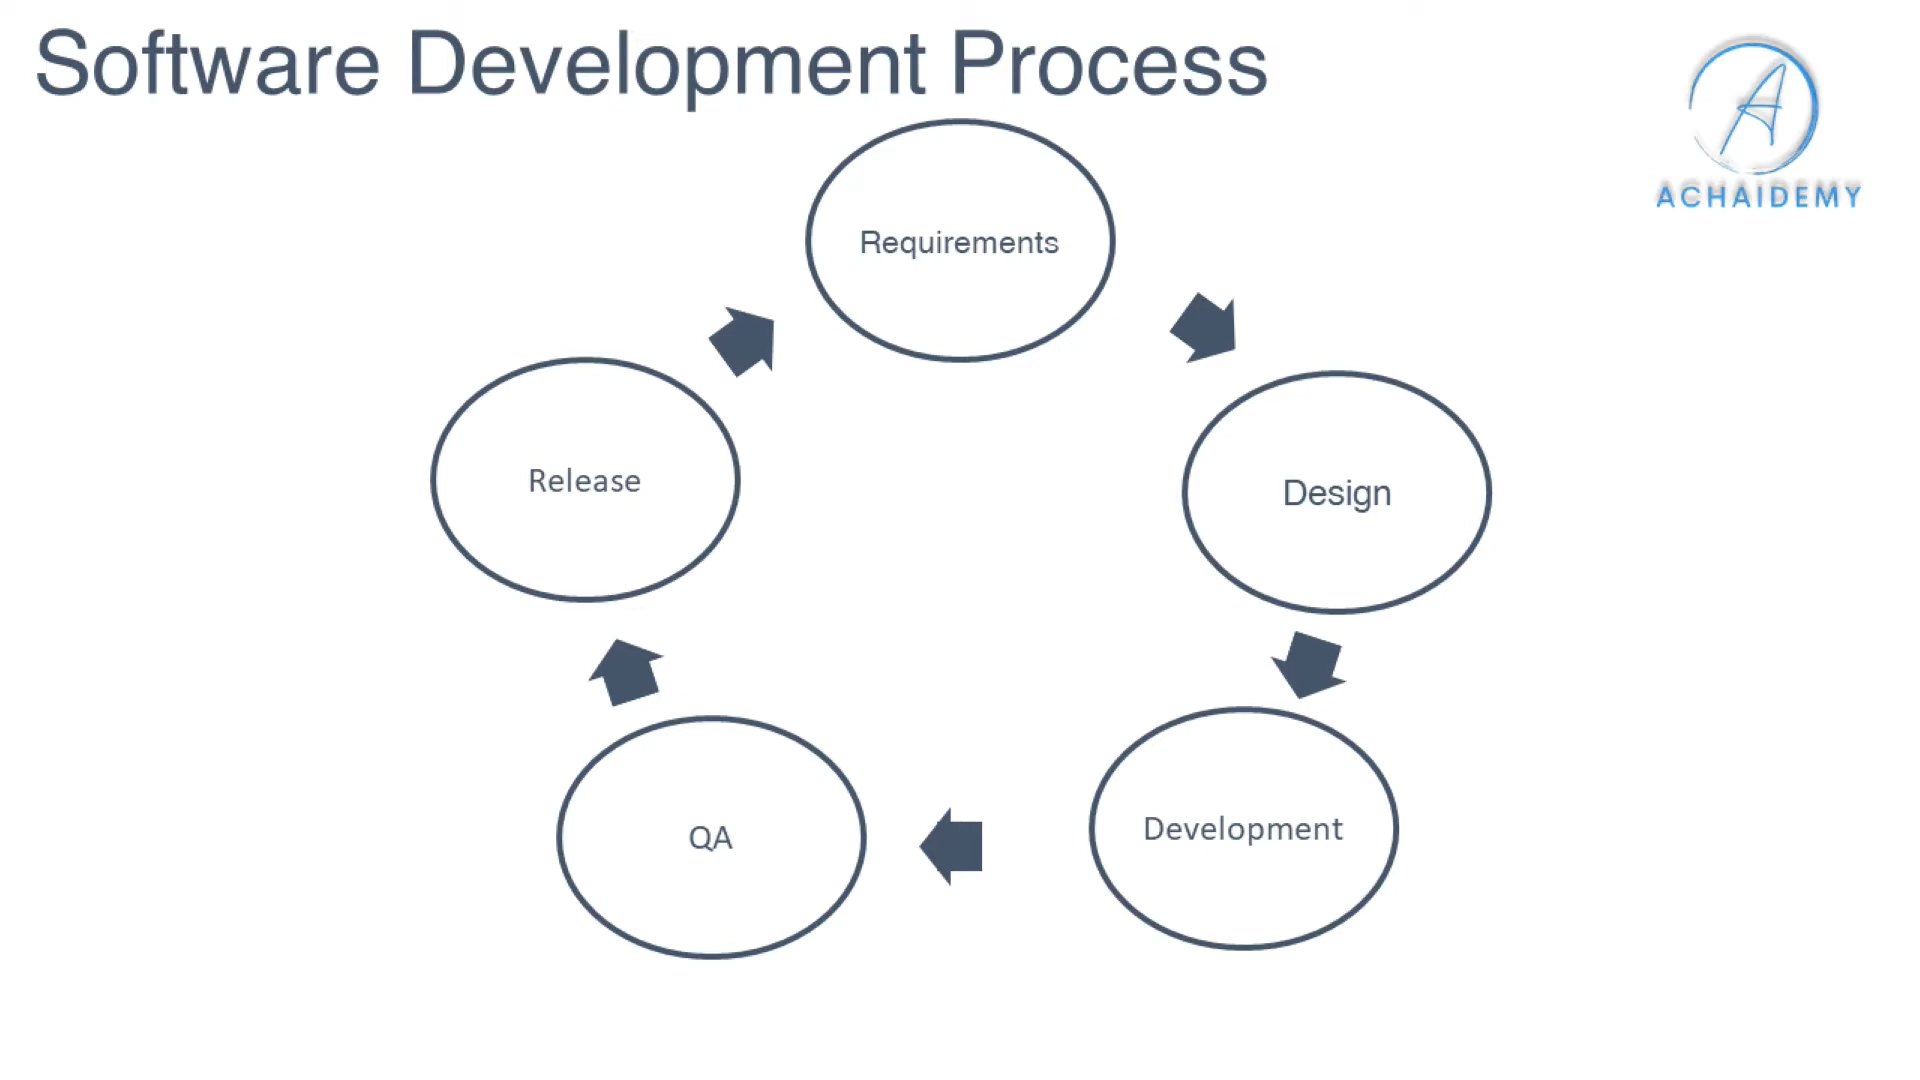 Software Development Process
ACHAIDEMY
Requirements
Release
Design
QA
Development